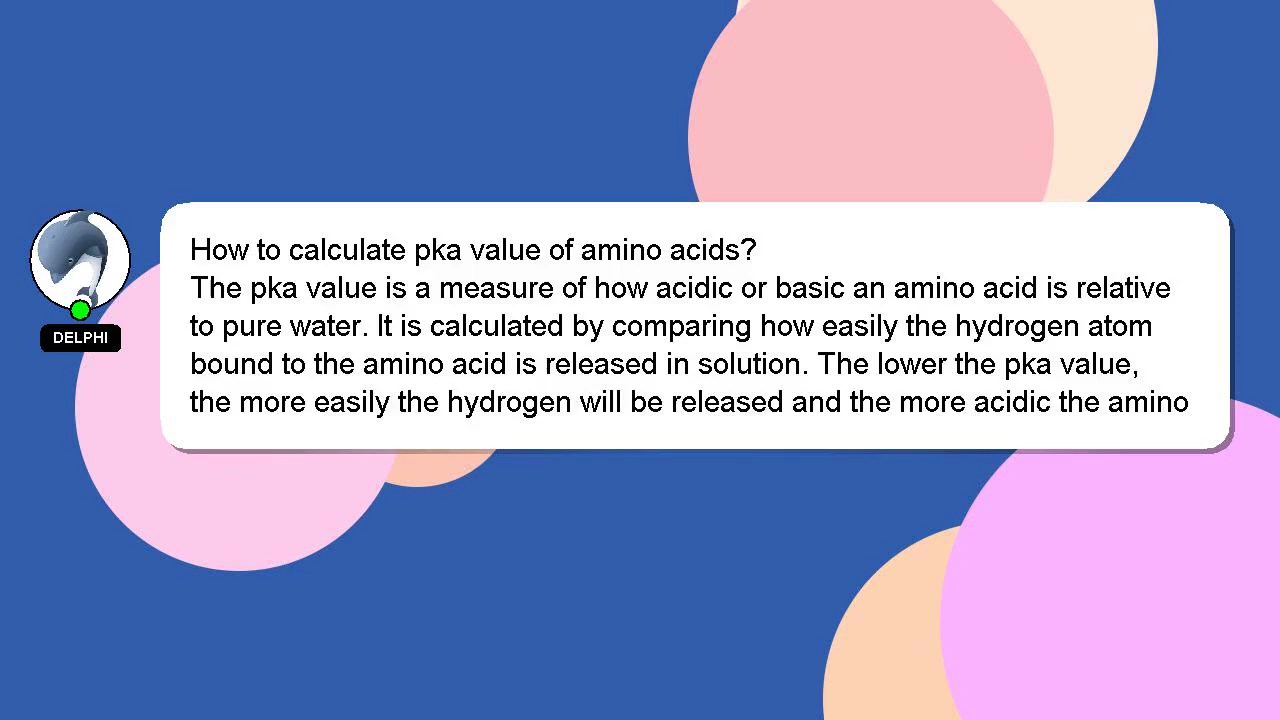 How to calculate pka value of amino acids?
The pka value is a measure of how acidic or basic an amino acid is relative
to pure water. It is calculated by comparing how easily the hydrogen atom
bound to the amino acid is released in solution. The lower the pka value,
the more easily the hydrogen will be released and the more acidic the amino
DELPHI